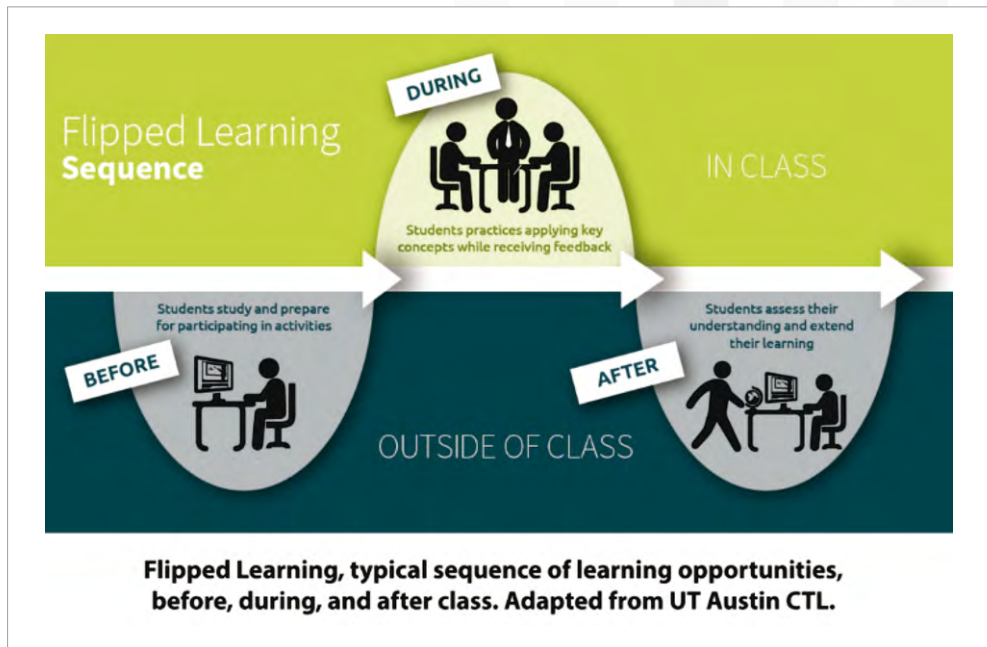 Flipped Learning
Sequence
DURING
Students practices applying key
concepts while receiving feedback
IN CLASS
Students study and prepare
for participating in activities
BEFORE
OUTSIDE OF CLASS
Students assess their
understanding and extend
their learning
AFTER
Flipped Learning, typical sequence of learning opportunities,
before, during, and after class. Adapted from UT Austin CTL.